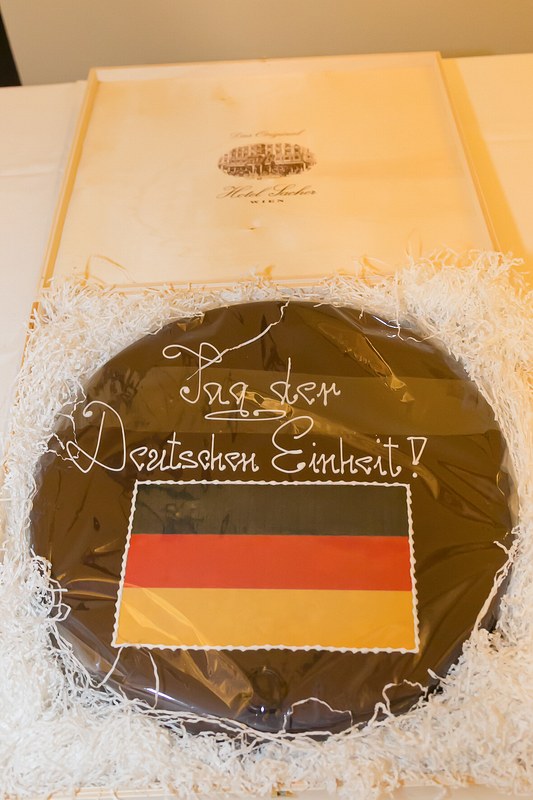 Das Original
Hotel Sacher
WIEN
Tag der
Deutschen Einheit!